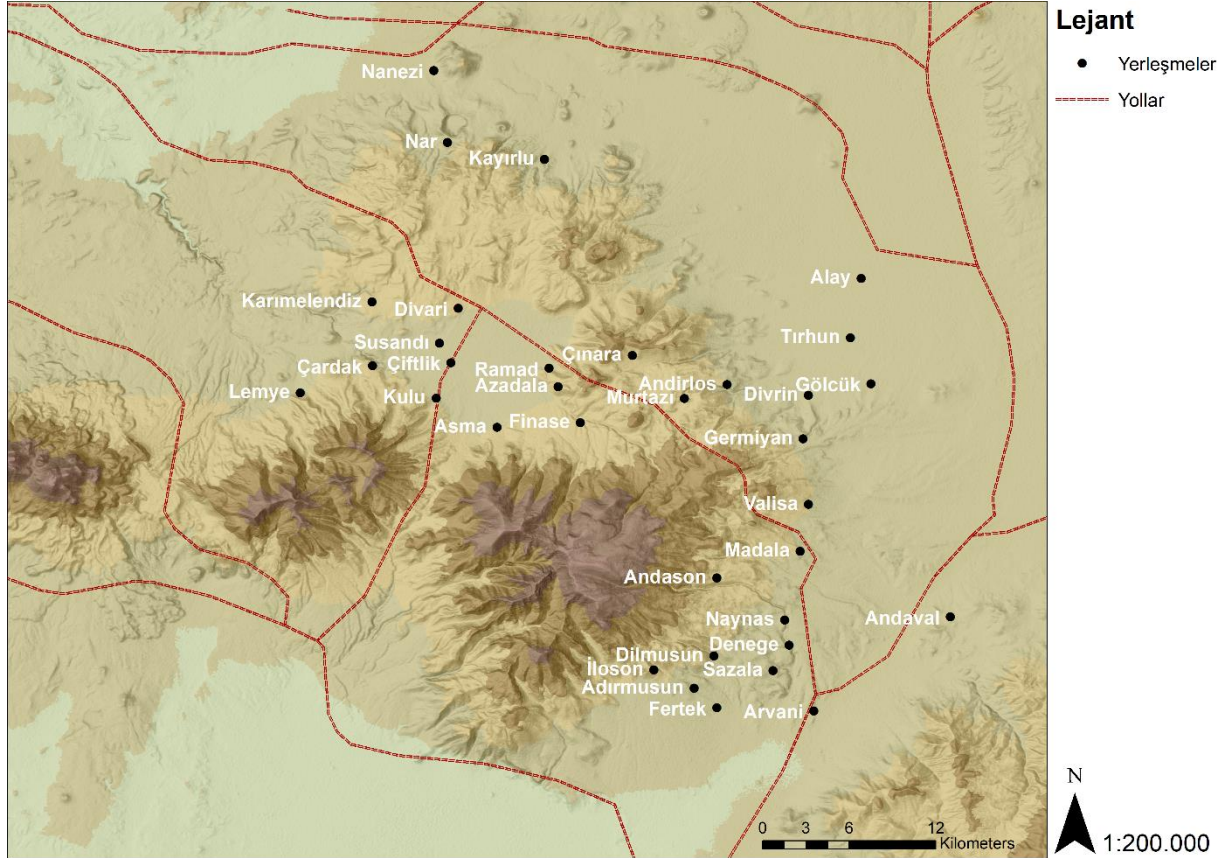 Lejant
Yerleşmeler
Yollar
Nanezi
Nar
Kayırlu
Alay
Karımelendiz
Divari
Tırhun
Susandı
Çınara
Çiftlik
Çardak
Ramad
Azadala
Andirlos
Gölcük
Lemye
Kulu
Murtazı
Divrin
Asma
Finase
Germiyan
Valisa
Madala
Andason
Naynas
Andaval
Denege
Dilmusun
İloson
Sazala
Adırmusun
Fertek
Arvani
0 3 6 12
Kilometers
N
1:200.000